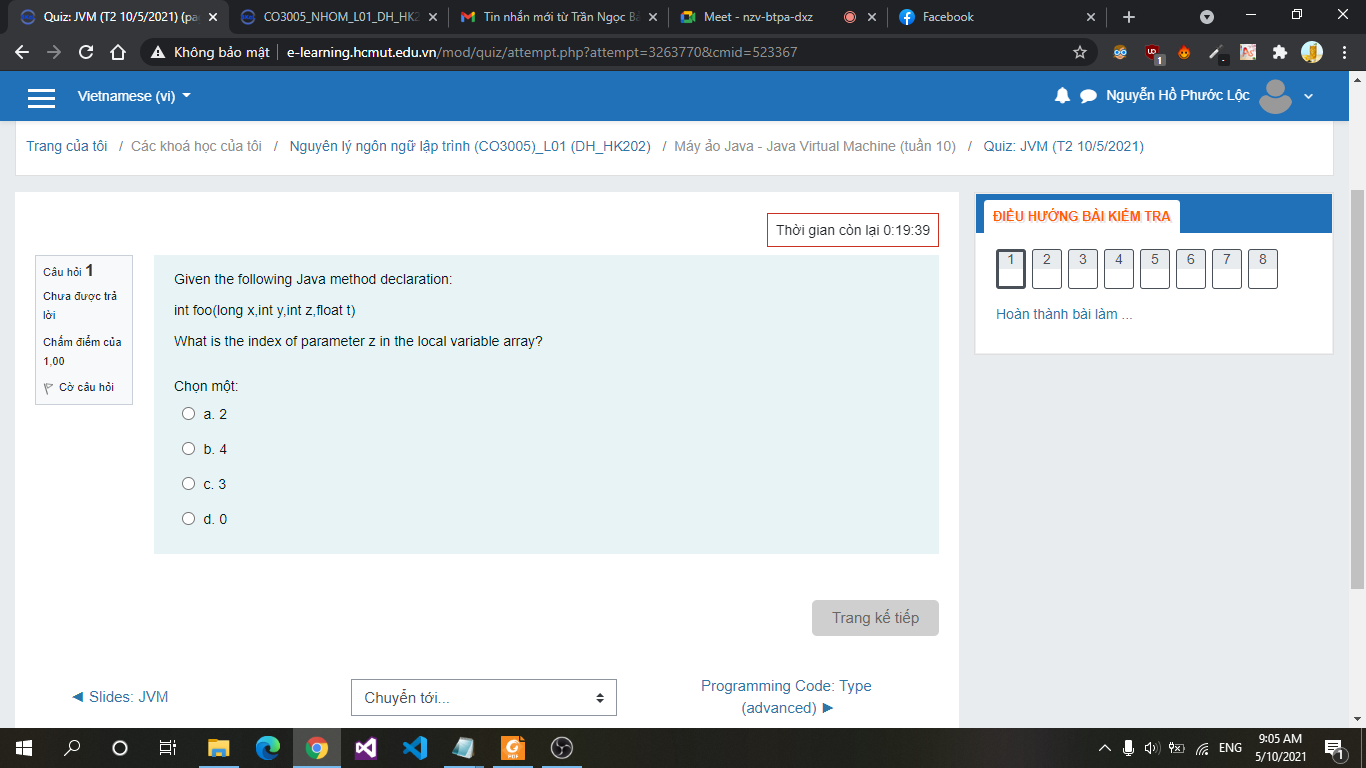 Quiz: JVM (T2 10/5/2021) (pa
CO3005_NHOM_L01_DH_HK2
Tin nhắn mới từ Trần Ngọc Bả
Meet - nzv-btpa-dxz
Facebook
Không bảo mật
e-learning.hcmut.edu.vn/mod/quiz/attempt.php?attempt=3263770&cmid=523367
1
Vietnamese (vi)
Nguyễn Hồ Phước Lộc
Trang của tôi / Các khoá học của tôi / Nguyên lý ngôn ngữ lập trình (CO3005)_L01 (DH_HK202) / Máy ảo Java - Java Virtual Machine (tuần 10) / Quiz: JVM (T2 10/5/2021)
Thời gian còn lại 0:19:39
Câu hỏi 1
Chưa được trả
lời
Chấm điểm của
1,00
Cờ câu hỏi
Given the following Java method declaration:
int foo(long x,int y,int z,float t)
What is the index of parameter z in the local variable array?
Chọn một:
a. 2
b. 4
c. 3
d. 0
Trang kế tiếp
◄ Slides: JVM
Chuyển tới...
Programming Code: Type
(advanced) ►
ĐIỀU HƯỚNG BÀI KIỂM TRA
1 2 3 4 5 6 7 8
Hoàn thành bài làm ...
ENG
9:05 AM
5/10/2021
1